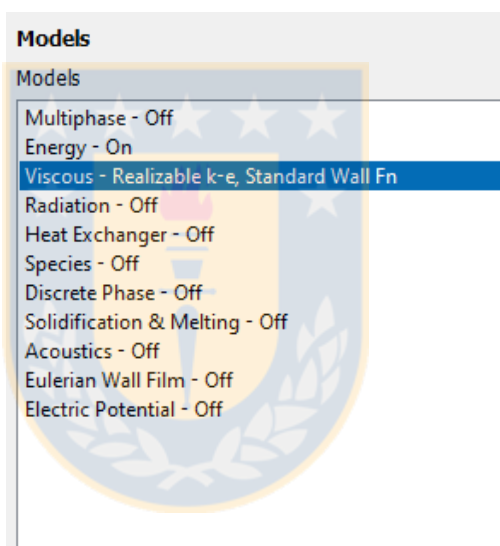 Models
Models
Multiphase - Off
Energy - On
Viscous - Realizable k-e, Standard Wall Fn
Radiation - Off
Heat Exchanger - Off
Species - Off
Discrete Phase - Off
Solidification & Melting - Off
Acoustics - Off
Eulerian Wall Film - Off
Electric Potential - Off